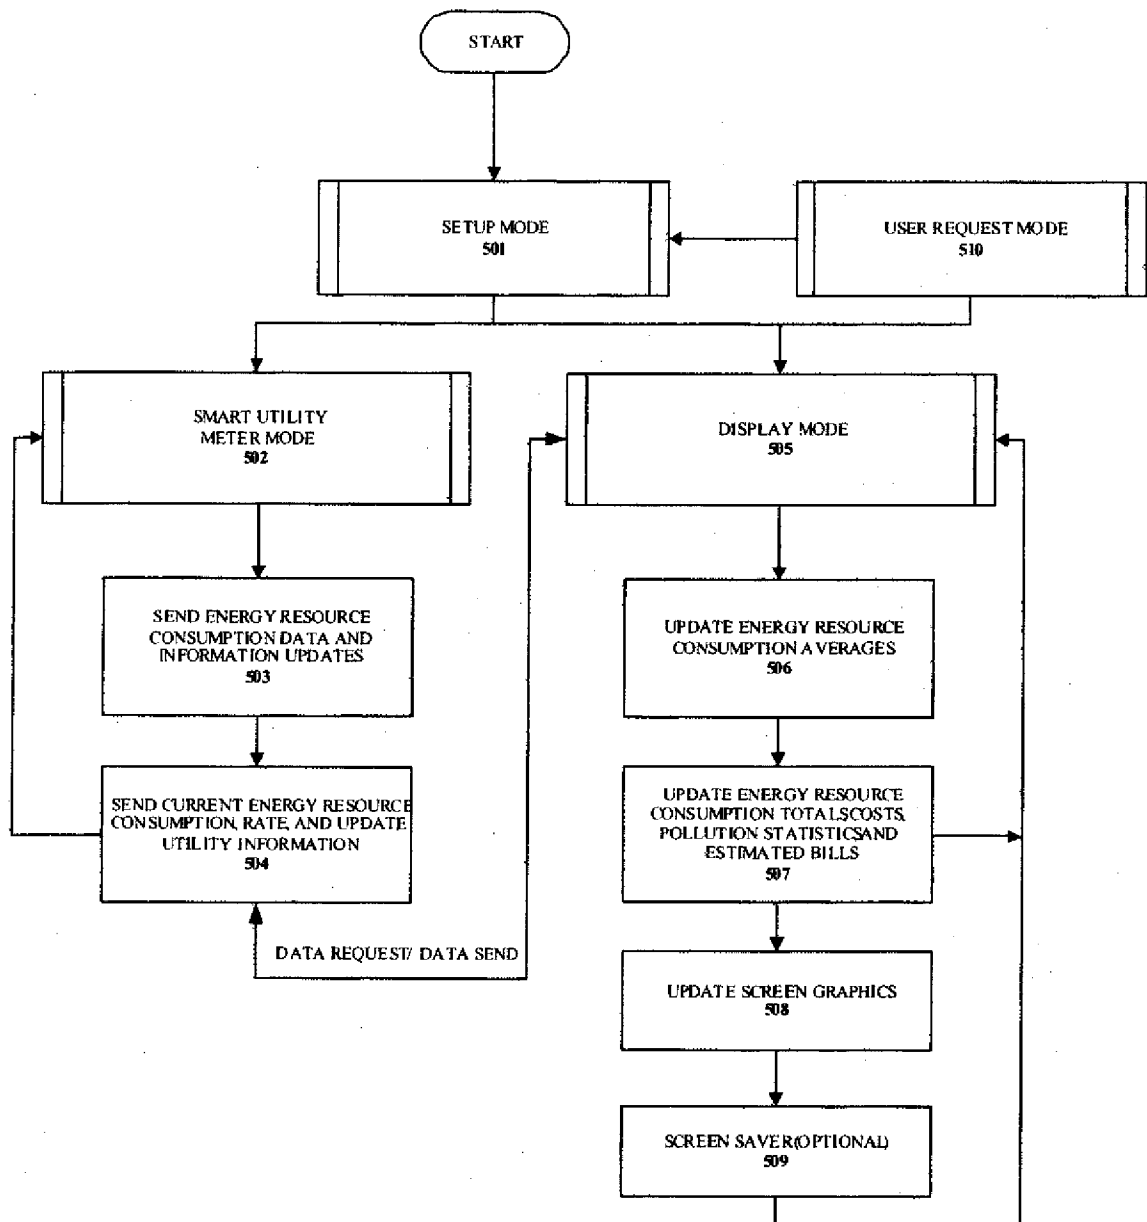 START
SETUP MODE
501
USER REQUEST MODE
510
SMART UTILITY
METER MODE
502
DISPLAY MODE
505
SEND ENERGY RESOURCE
CONSUMPTION DATA AND
INFORMATION UPDATES
503
UPDATE ENERGY RESOURCE
CONSUMPTION AVERAGES
506
SEND CURRENT ENERGY RESOURCE
CONSUMPTION, RATE, AND UPDATE
UTILITY INFORMATION
504
UPDATE ENERGY RESOURCE
CONSUMPTION TOTALSCOSTS,
POLLUTION STATISTICSAND
ESTIMATED BILLS
507
DATA REQUEST/ DATA SEND
UPDATE SCREEN GRAPHICS
508
SCREEN SAVER(OPTIONAL)
509